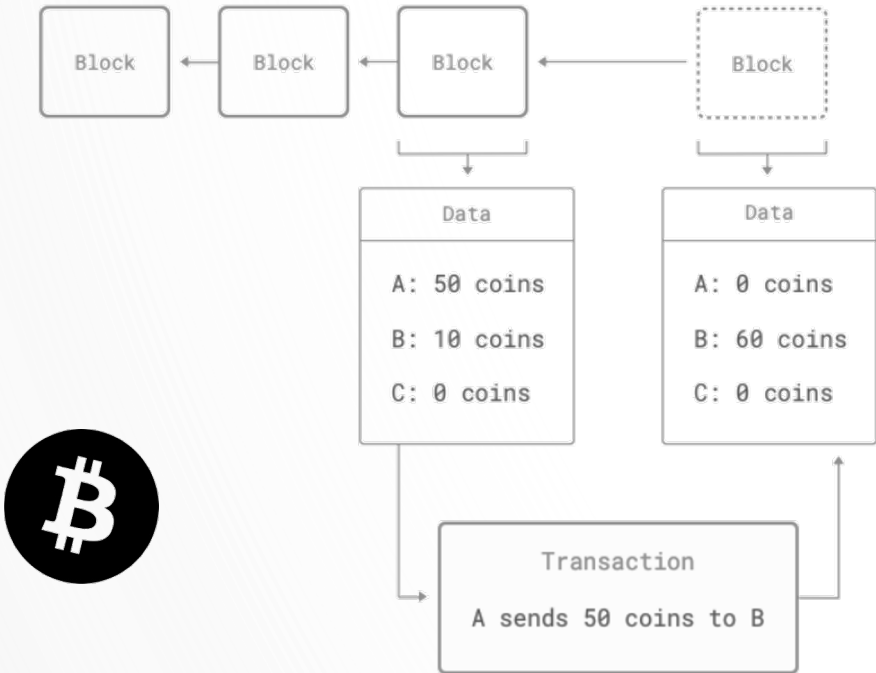 Block
Block
Block
Block
Data
A: 50 coins
B: 10 coins
C: 0 coins
Data
A: 0 coins
B: 60 coins
C: 0 coins
Transaction
A sends 50 coins to B